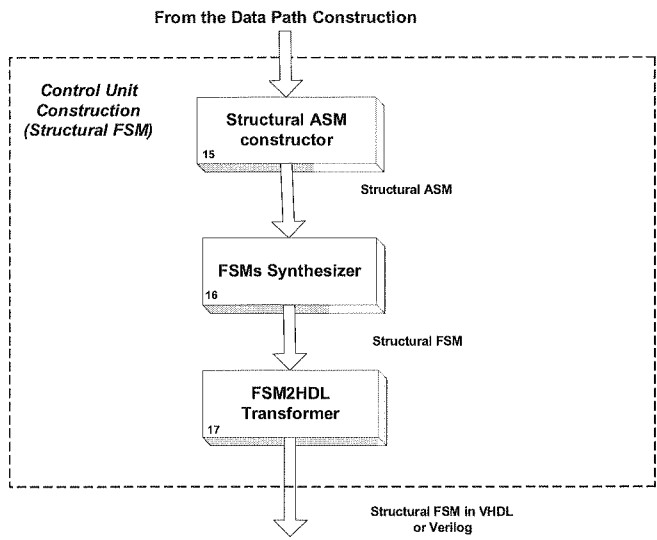 From the Data Path Construction
Control Unit
Construction
(Structural FSM)
Structural ASM
constructor
15
Structural ASM
FSMs Synthesizer
16
Structural FSM
FSM2HDL
Transformer
17
Structural FSM in VHDL
or Verilog